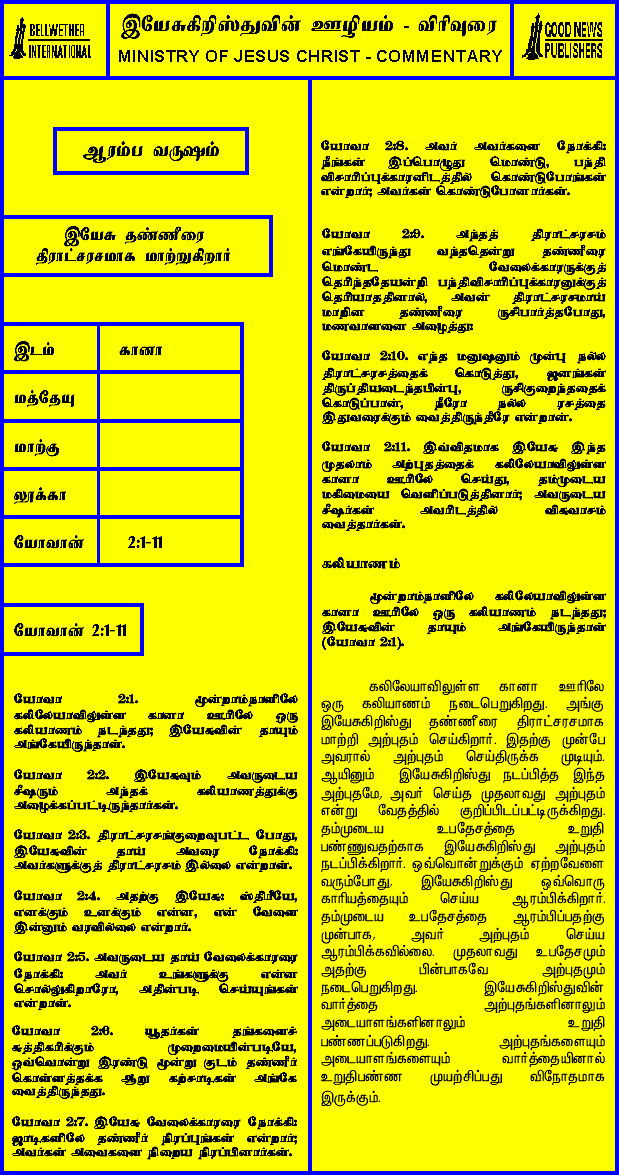 BELLWETHER
INTERNATIONAL
இயேசுகிறிஸ்துவின் ஊழியம் - விரிவுரை
MINISTRY OF JESUS CHRIST - COMMENTARY
GOOD NEWS
PUBLISHERS
ஆரம்ப வருஷம்
இயேசு தண்ணீரை
திராட்சரசமாக மாற்றுகிறார்
இடம் கானா
மத்தேயு
மாற்கு
லூக்கா
யோவான் 2:1-11
யோவான் 2:1-11
யோவா 2:1. மூன்றாம்நாளிலே
கலிலேயாவிலுள்ள கானா ஊரிலே ஒரு
கலியாணம் நடந்தது; இயேசுவின் தாயும்
அங்கேயிருந்தாள்.
யோவா 2:2. இயேசுவும் அவருடைய
சீஷரும் அந்தக் கலியாணத்துக்கு
அழைக்கப்பட்டிருந்தார்கள்.
யோவா 2:3. திராட்சரசங்குறைவுபட்ட போது,
இயேசுவின் தாய் அவரை நோக்கி:
அவர்களுக்குத் திராட்சரசம் இல்லை என்றாள்.
யோவா 2:4. அதற்கு இயேசு: ஸ்திரீயே,
எனக்கும் உனக்கும் என்ன, என் வேளை
இன்னும் வரவில்லை என்றார்.
யோவா 2:5. அவருடைய தாய் வேலைக்காரரை
நோக்கி: அவர் உங்களுக்கு என்ன
சொல்லுகிறாரோ, அதின்படி செய்யுங்கள்
என்றாள்.
யோவா 2:6. யூதர்கள் தங்களைச்
சுத்திகரிக்கும் முறைமையின்படியே,
ஒவ்வொன்று இரண்டு மூன்று குடம் தண்ணீர்
கொள்ளத்தக்க ஆறு கற்சாடிகள் அங்கே
வைத்திருந்தது.
யோவா 2:7. இயேசு வேலைக்காரரை நோக்கி:
ஜாடிகளிலே தண்ணீர் நிரப்புங்கள் என்றார்;
அவர்கள் அவைகளை நிறைய நிரப்பினார்கள்.
யோவா 2:8. அவர் அவர்களை நோக்கி:
நீங்கள் இப்பொழுது மொண்டு, பந்தி
விசாரிப்புக்காரனிடத்தில் கொண்டுபோங்கள்
என்றார்; அவர்கள் கொண்டுபோனார்கள்.
யோவா 2:9. அந்தத் திராட்சரசம்
எங்கேயிருந்து வந்ததென்று தண்ணீரை
மொண்ட வேலைக்காரருக்குத்
தெரிந்ததேயன்றி பந்திவிசாரிப்புக்காரனுக்குத்
தெரியாததினால், அவன் திராட்சரசமாய்
மாறின தண்ணீரை ருசிபார்த்தபோது,
மணவாளனை அழைத்து:
யோவா 2:10. எந்த மனுஷனும் முன்பு நல்ல
திராட்சரசத்தைக் கொடுத்து, ஜனங்கள்
திருப்தியடைந்தபின்பு, ருசிகுறைந்ததைக்
கொடுப்பான், நீரோ நல்ல ரசத்தை
இதுவரைக்கும் வைத்திருந்தீரே என்றான்.
யோவா 2:11. இவ்விதமாக இயேசு இந்த
முதலாம் அற்புதத்தைக் கலிலேயாவிலுள்ள
கானா ஊரிலே செய்து, தம்முடைய
மகிமையை வெளிப்படுத்தினார்; அவருடைய
சீஷர்கள் அவரிடத்தில் விசுவாசம்
வைத்தார்கள்.
கலியாணம்
மூன்றாம்நாளிலே கலிலேயாவிலுள்ள
கானா ஊரிலே ஒரு கலியாணம் நடந்தது;
இயேசுவின் தாயும் அங்கேயிருந்தாள்
(யோவா 2:1).
கலிலேயாவிலுள்ள கானா ஊரிலே
ஒரு கலியாணம் நடைபெறுகிறது. அங்கு
இயேசுகிறிஸ்து தண்ணீரை திராட்சரசமாக
மாற்றி அற்புதம் செய்கிறார். இதற்கு முன்பே
அவரால் அற்புதம் செய்திருக்க முடியும்.
ஆயினும் இயேசுகிறிஸ்து நடப்பித்த இந்த
அற்புதமே, அவர் செய்த முதலாவது அற்புதம்
என்று வேதத்தில் குறிப்பிடப்பட்டிருக்கிறது.
தம்முடைய உபதேசத்தை உறுதி
பண்ணுவதற்காக இயேசுகிறிஸ்து அற்புதம்
நடப்பிக்கிறார். ஒவ்வொன்றுக்கும் ஏற்றவேளை
வரும்போது, இயேசுகிறிஸ்து ஒவ்வொரு
காரியத்தையும் செய்ய ஆரம்பிக்கிறார்.
தம்முடைய உபதேசத்தை ஆரம்பிப்பதற்கு
முன்பாக, அவர் அற்புதம் செய்ய
ஆரம்பிக்கவில்லை. முதலாவது உபதேசமும்
அதற்கு பின்பாகவே அற்புதமும்
நடைபெறுகிறது. இயேசுகிறிஸ்துவின்
வார்த்தை அற்புதங்களினாலும்
அடையாளங்களினாலும் உறுதி
பண்ணப்படுகிறது. அற்புதங்களையும்
அடையாளங்களையும் வார்த்தையினால்
உறுதிபண்ண முயற்சிப்பது விநோதமாக
இருக்கும்.